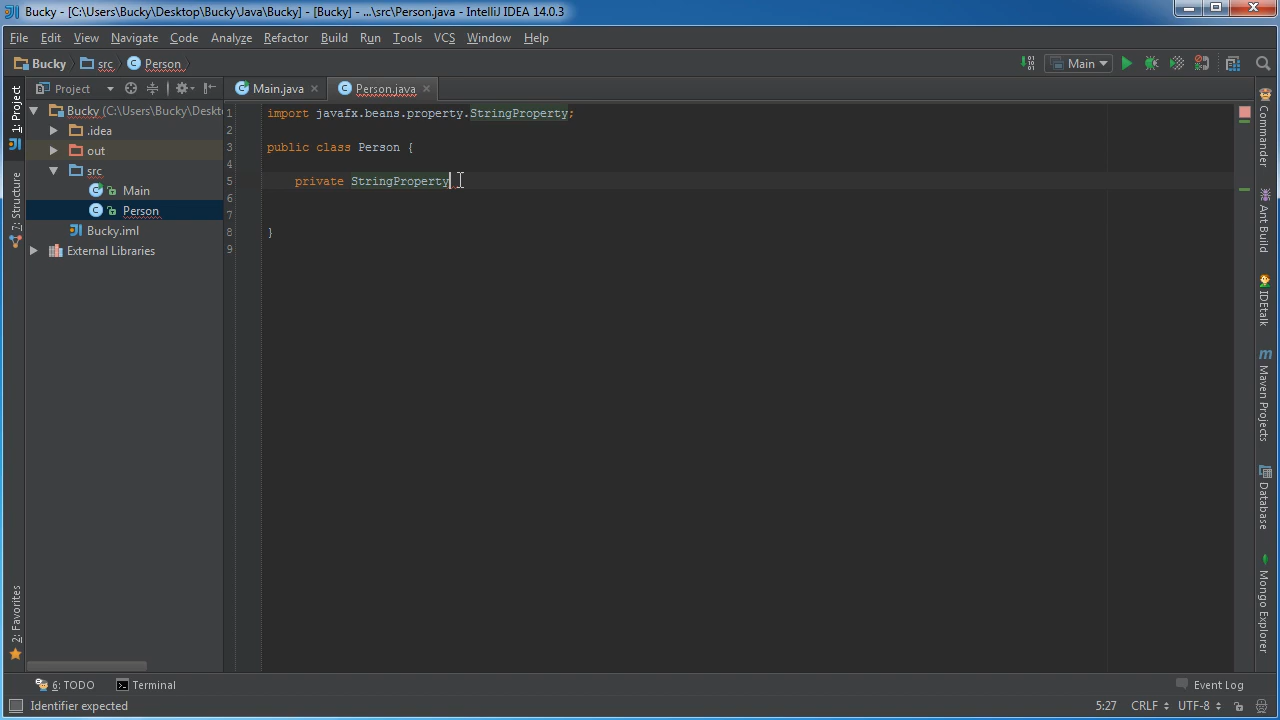 Bucky - [C:\Users\Bucky\Desktop\Bucky\Java\Bucky] - [Bucky] - ...\src\Person.java - IntelliJ IDEA 14.0.3
File Edit View Navigate Code Analyze Refactor Build Run Tools VCS Window Help
Bucky src Person
Main
1: Project
Project
Main.java
Person.java
Bucky (C:\Users\Bucky\Deskt
.idea
out
src
Main
Person
Bucky.iml
External Libraries
7: Structure
2: Favorites
1 import javafx.beans.property.StringProperty;
2
3 public class Person {
4
5 private StringProperty
6
7
8 }
9
Commander
Ant Build
IDEtalk
Maven Projects
Database
Mongo Explorer
6: TODO
Terminal
Event Log
Identifier expected
5:27 CRLF UTF-8